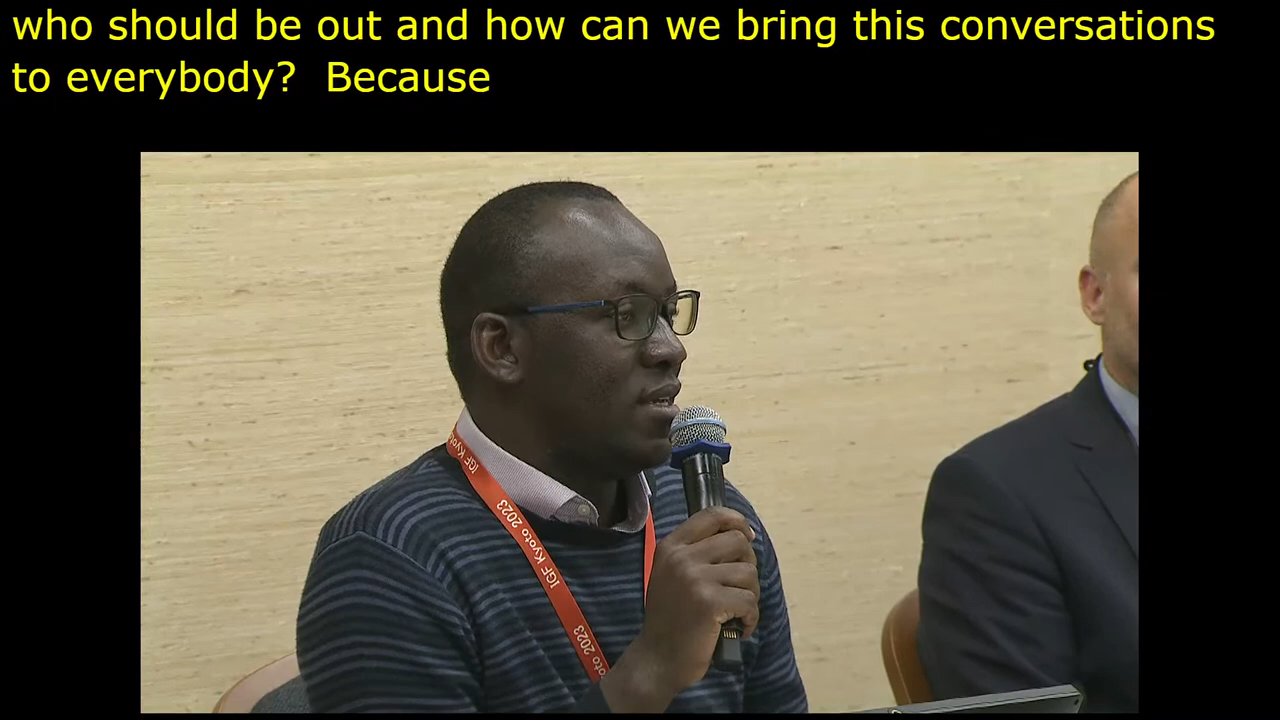 who should be out and how can we bring this conversations
to everybody?  Because
IGF Kyoto
IGF Kyoto 2023
2023